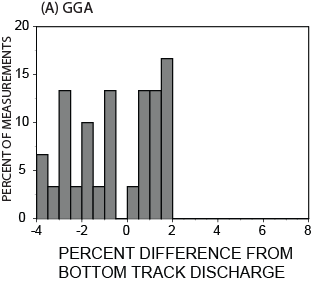 (A) GGA
PERCENT OF MEASUREMENTS
20
15
10
5
0
-4 -2 0 2 4 6 8
PERCENT DIFFERENCE FROM
BOTTOM TRACK DISCHARGE